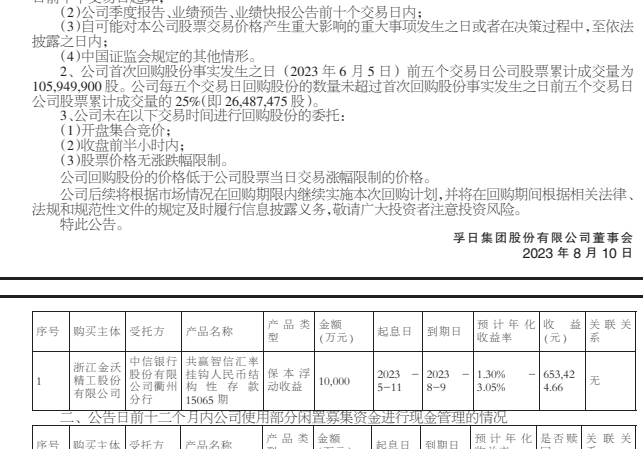 (2)公司季度报告、业绩预告、业绩快报公告前十个交易日内；
(3)自可能对本公司股票交易价格产生重大影响的重大事项发生之日或者在决策过程中，至依法
披露之日内；
(4)中国证监会规定的其他情形。
2、公司首次回购股份事实发生之日（2023 年 6 月 5 日）前五个交易日公司股票累计成交量为
105,949,900 股。公司每五个交易日回购股份的数量未超过首次回购股份事实发生之日前五个交易日
公司股票累计成交量的 25%(即 26,487,475 股)。
3、公司未在以下交易时间进行回购股份的委托：
(1)开盘集合竞价；
(2)收盘前半小时内；
(3)股票价格无涨跌幅限制。
公司回购股份的价格低于公司股票当日交易涨幅限制的价格。
公司后续将根据市场情况在回购期限内继续实施本次回购计划，并将在回购期间根据相关法律、
法规和规范性文件的规定及时履行信息披露义务，敬请广大投资者注意投资风险。
特此公告。
孚日集团股份有限公司董事会
2023 年 8 月 10 日
序号 购买主体 受托方 产品名称 产品类型 金额(万元) 起息日 到期日 预计年化收益率 收益(元) 关联关系
1 浙江金沃精工股份有限公司 中信银行股份有限公司衢州分行 共赢智信汇率挂钩人民币结构性存款 15065 期 保本浮动收益 10,000 2023－5-11 2023－8-9 1.30%－3.05% 653,424.66 无
二、公告日前十二个月内公司使用部分闲置募集资金进行现金管理的情况
序号 购买主体 受托方 产品名称 产品类 金额 起息日 到期日 预计年化 是否赎 关联关